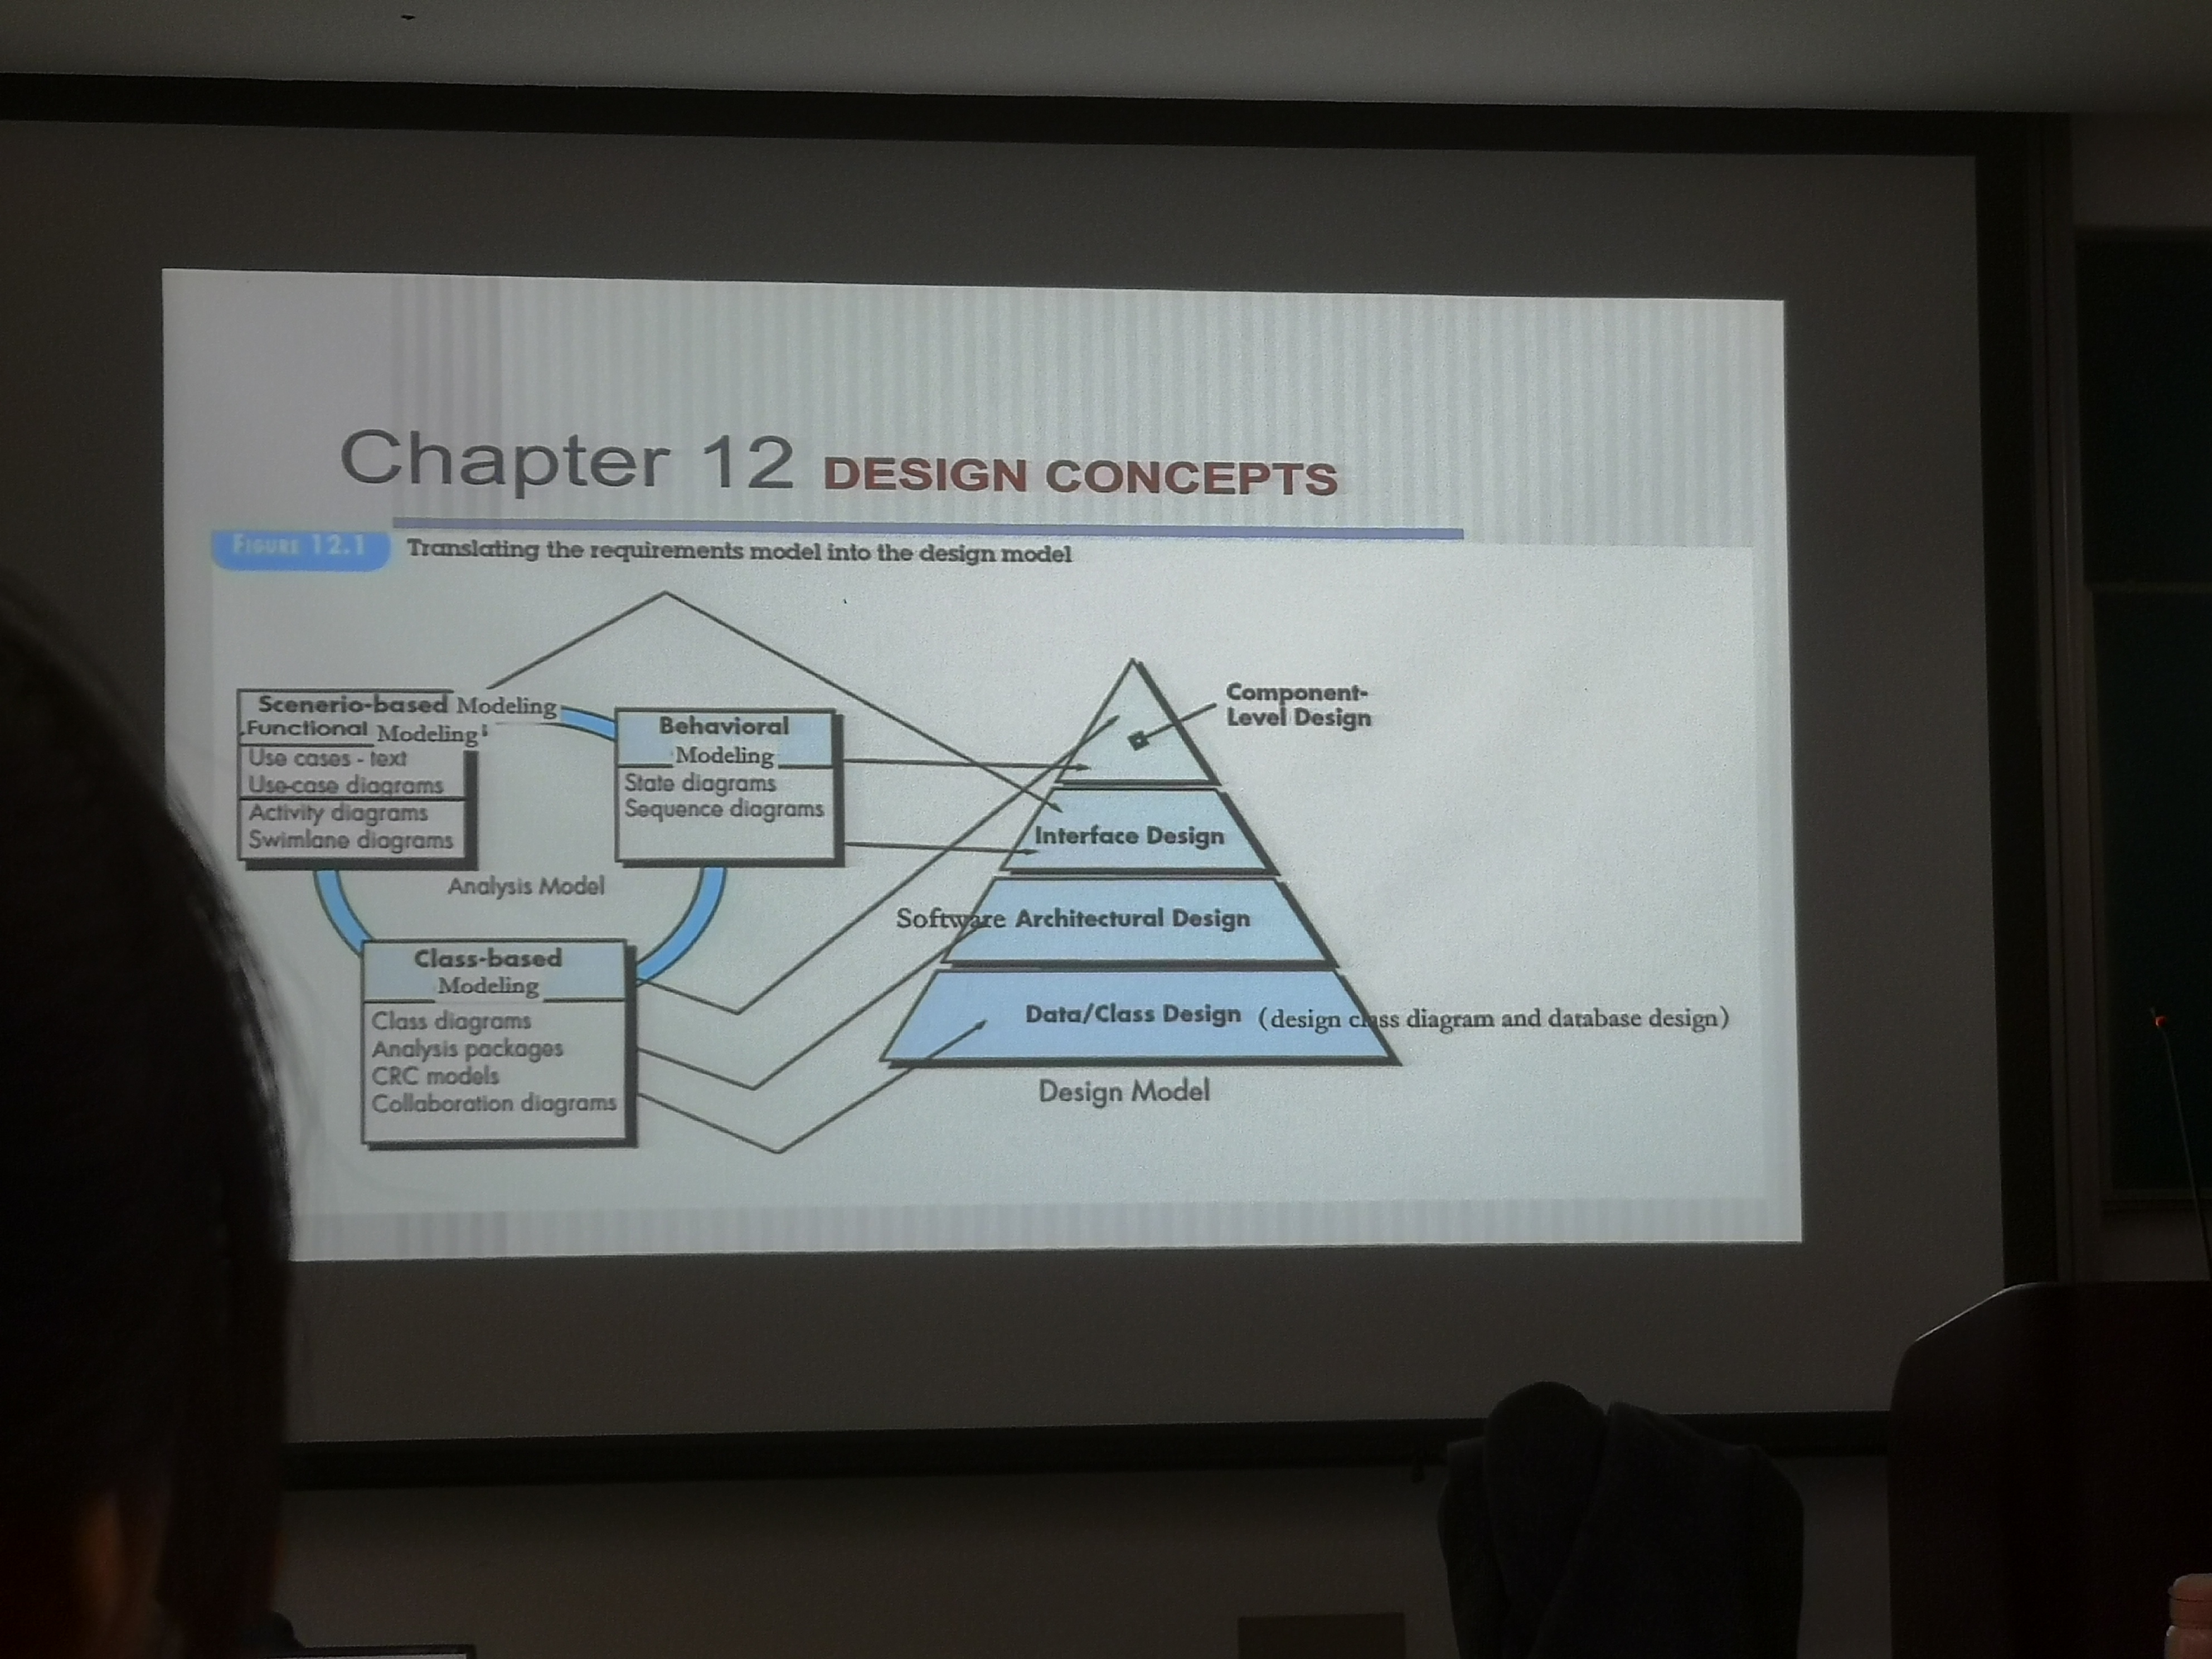 Chapter 12 DESIGN CONCEPTS
FIGURE 12.1 Translating the requirements model into the design model
Scenerio-based Modeling
Functional Modeling
Use cases - text
Use-case diagrams
Activity diagrams
Swimlane diagrams
Behavioral
Modeling
State diagrams
Sequence diagrams
Analysis Model
Class-based
Modeling
Class diagrams
Analysis packages
CRC models
Collaboration diagrams
Component-
Level Design
Interface Design
Software Architectural Design
Data/Class Design (design class diagram and database design)
Design Model